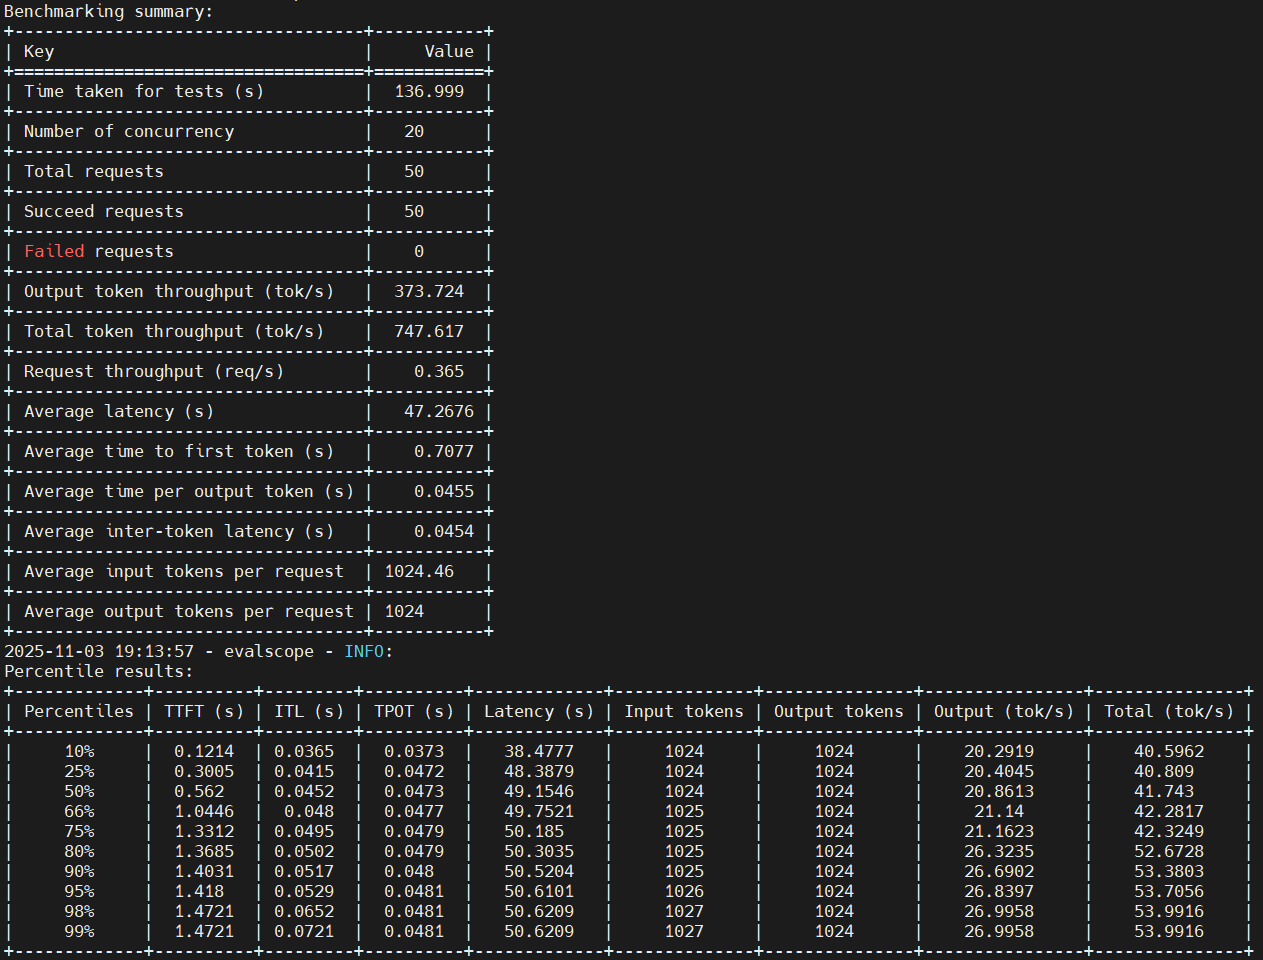 Benchmarking summary:
+-----------------------------------+-----------+
| Key                               |     Value |
+===================================+===========+
| Time taken for tests (s)          |  136.999  |
+-----------------------------------+-----------+
| Number of concurrency             |   20      |
+-----------------------------------+-----------+
| Total requests                    |   50      |
+-----------------------------------+-----------+
| Succeed requests                  |   50      |
+-----------------------------------+-----------+
| Failed requests                   |    0      |
+-----------------------------------+-----------+
| Output token throughput (tok/s)   |  373.724  |
+-----------------------------------+-----------+
| Total token throughput (tok/s)    |  747.617  |
+-----------------------------------+-----------+
| Request throughput (req/s)        |    0.365  |
+-----------------------------------+-----------+
| Average latency (s)               |   47.2676 |
+-----------------------------------+-----------+
| Average time to first token (s)   |    0.7077 |
+-----------------------------------+-----------+
| Average time per output token (s) |    0.0455 |
+-----------------------------------+-----------+
| Average inter-token latency (s)   |    0.0454 |
+-----------------------------------+-----------+
| Average input tokens per request  | 1024.46   |
+-----------------------------------+-----------+
| Average output tokens per request | 1024      |
+-----------------------------------+-----------+
2025-11-03 19:13:57 - evalscope - INFO:
Percentile results:
+-------------+----------+---------+----------+-------------+--------------+---------------+----------------+---------------+
| Percentiles | TTFT (s) | ITL (s) | TPOT (s) | Latency (s) | Input tokens | Output tokens | Output (tok/s) | Total (tok/s) |
+-------------+----------+---------+----------+-------------+--------------+---------------+----------------+---------------+
|     10%     |  0.1214  | 0.0365  |  0.0373  |   38.4777   |     1024     |     1024      |    20.2919     |    40.5962    |
|     25%     |  0.3005  | 0.0415  |  0.0472  |   48.3879   |     1024     |     1024      |    20.4045     |    40.809     |
|     50%     |  0.562   | 0.0452  |  0.0473  |   49.1546   |     1024     |     1024      |    20.8613     |    41.743     |
|     66%     |  1.0446  |  0.048  |  0.0477  |   49.7521   |     1025     |     1024      |     21.14      |    42.2817    |
|     75%     |  1.3312  | 0.0495  |  0.0479  |   50.185    |     1025     |     1024      |    21.1623     |    42.3249    |
|     80%     |  1.3685  | 0.0502  |  0.0479  |   50.3035   |     1025     |     1024      |    26.3235     |    52.6728    |
|     90%     |  1.4031  | 0.0517  |  0.048   |   50.5204   |     1025     |     1024      |    26.6902     |    53.3803    |
|     95%     |  1.418   | 0.0529  |  0.0481  |   50.6101   |     1026     |     1024      |    26.8397     |    53.7056    |
|     98%     |  1.4721  | 0.0652  |  0.0481  |   50.6209   |     1027     |     1024      |    26.9958     |    53.9916    |
|     99%     |  1.4721  | 0.0721  |  0.0481  |   50.6209   |     1027     |     1024      |    26.9958     |    53.9916    |
+-------------+----------+---------+----------+-------------+--------------+---------------+----------------+---------------+